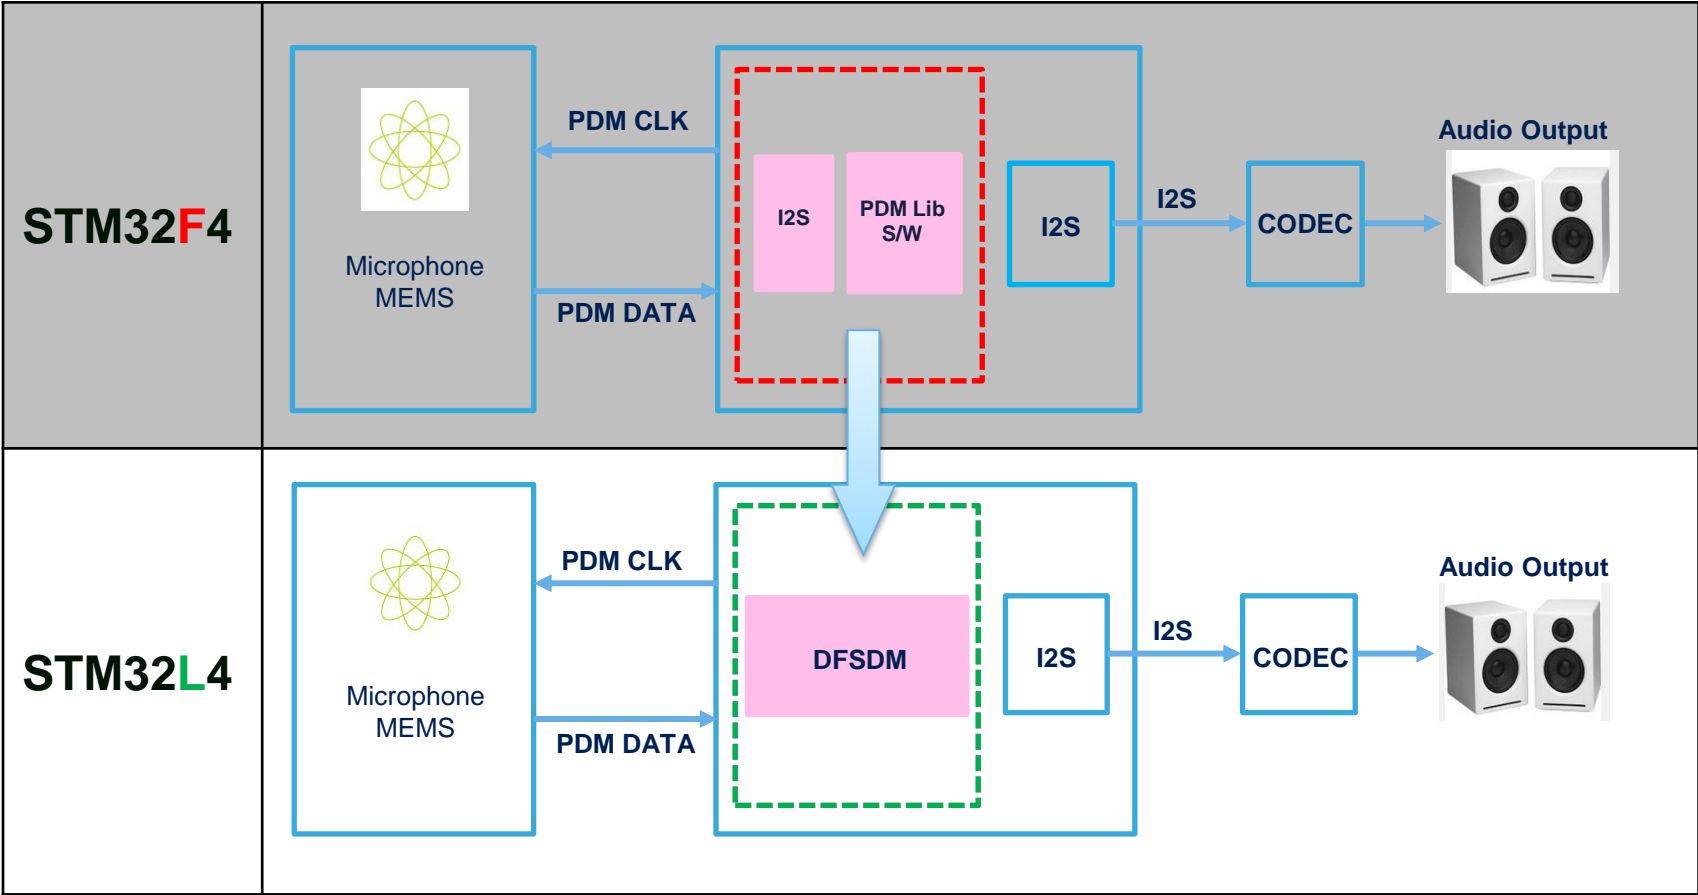 STM32F4
Microphone
MEMS
PDM CLK
PDM DATA
I2S
PDM Lib
S/W
I2S
I2S
CODEC
Audio Output
STM32L4
Microphone
MEMS
PDM CLK
PDM DATA
DFSDM
I2S
I2S
CODEC
Audio Output